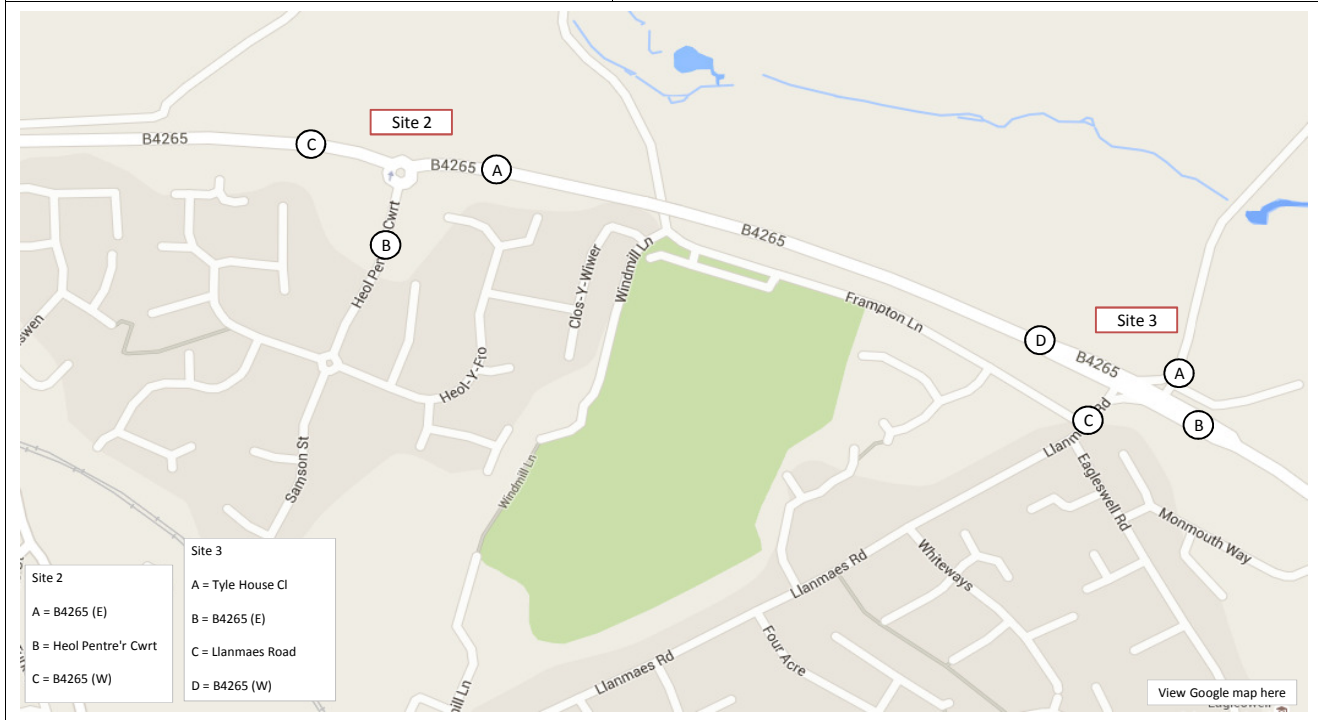 Site 2
B4265
C
B4265
A
B
Heol Pen
Cwrt
Clos-Y-Wiwer
Windmill Ln
B4265
Frampton Ln
Site 3
D
B4265
A
C
B
Heol-Y-Fro
Samson St
Windmill Ln
Eagleswell Rd
Monmouth Way
Whiteways
Llanmaes Rd
Four Acre
Llanmaes Rd
Site 2
A = B4265 (E)
B = Heol Pentre'r Cwrt
C = B4265 (W)
Site 3
A = Tyle House Cl
B = B4265 (E)
C = Llanmaes Road
D = B4265 (W)
View Google map here